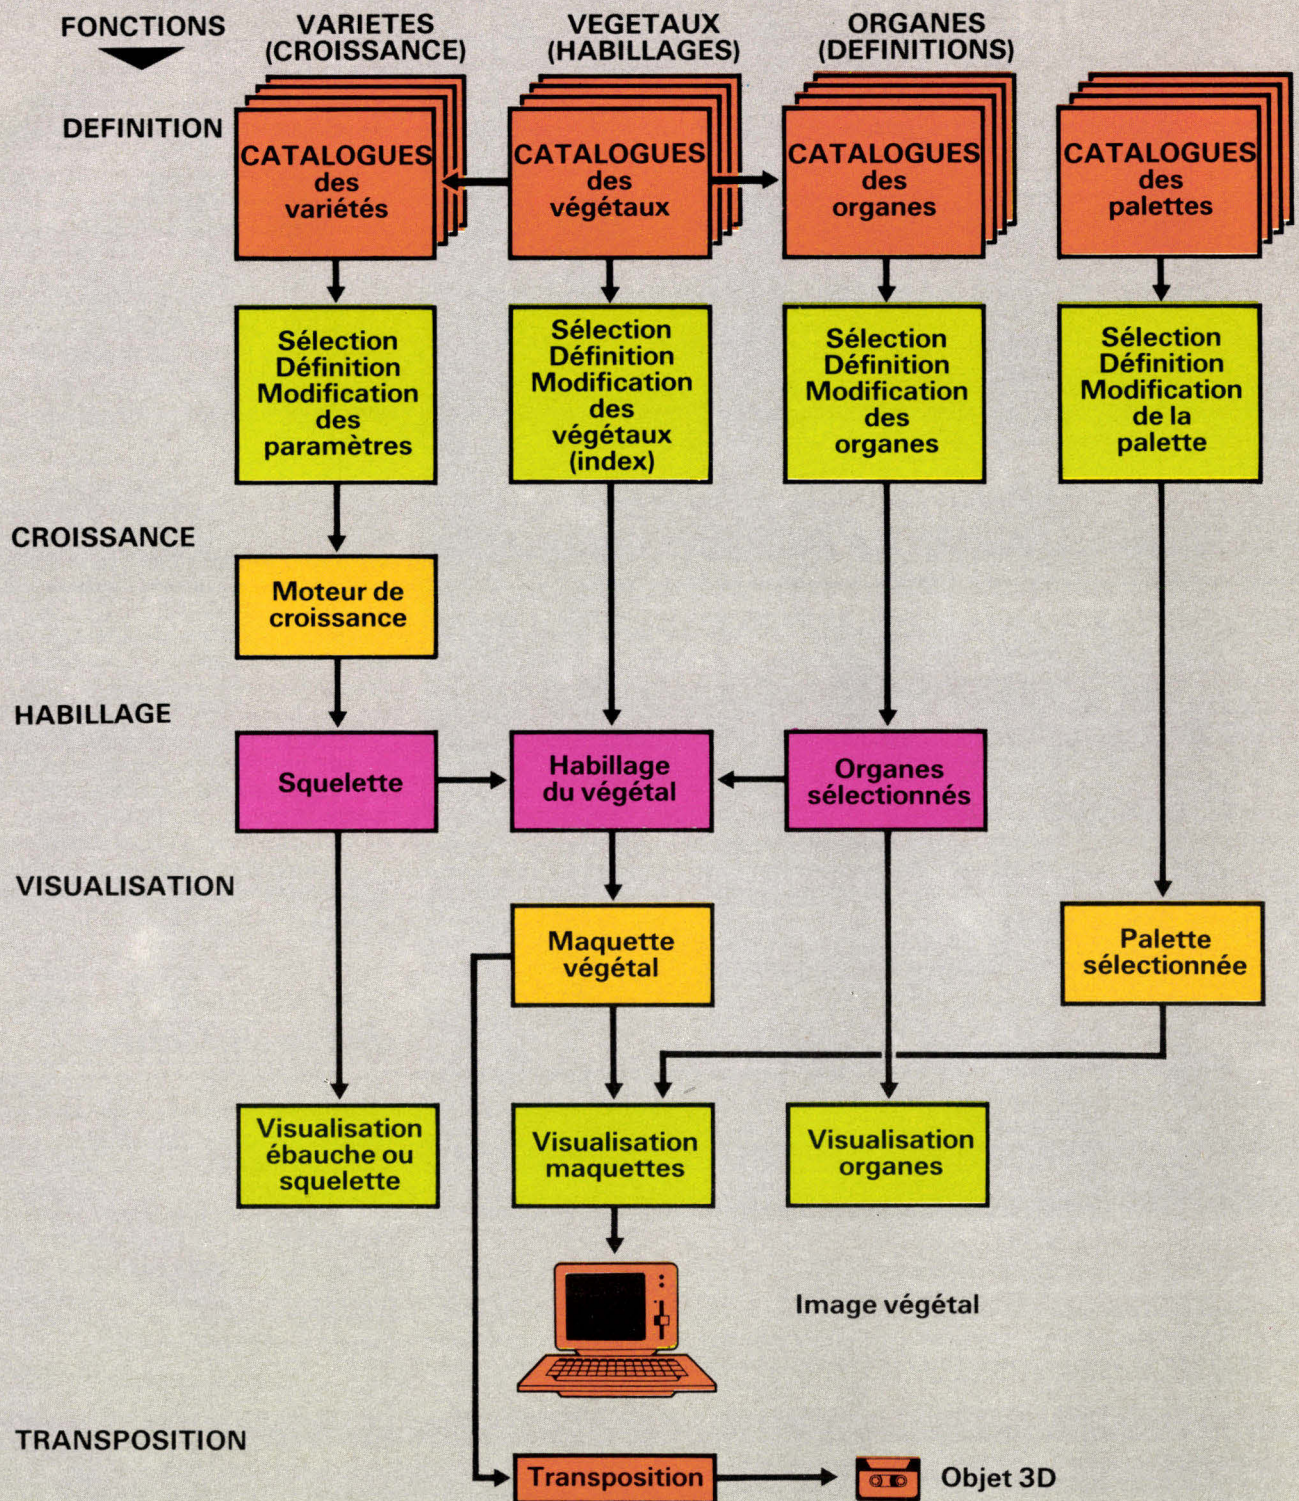 FONCTIONS
VARIETES
(CROISSANCE)
VEGETAUX
(HABILLAGES)
ORGANES
(DEFINITIONS)
DEFINITION
CATALOGUES
des
variétés
CATALOGUES
des
végétaux
CATALOGUES
des
organes
CATALOGUES
des
palettes
Sélection
Définition
Modification
des
paramètres
Sélection
Définition
Modification
des
végétaux
(index)
Sélection
Définition
Modification
des
organes
Sélection
Définition
Modification
de la
palette
CROISSANCE
Moteur de
croissance
HABILLAGE
Squelette
Habillage
du végétal
Organes
sélectionnés
VISUALISATION
Maquette
végétal
Palette
sélectionnée
Visualisation
ébauche ou
squelette
Visualisation
maquettes
Visualisation
organes
Image végétal
TRANSPOSITION
Transposition
Objet 3D